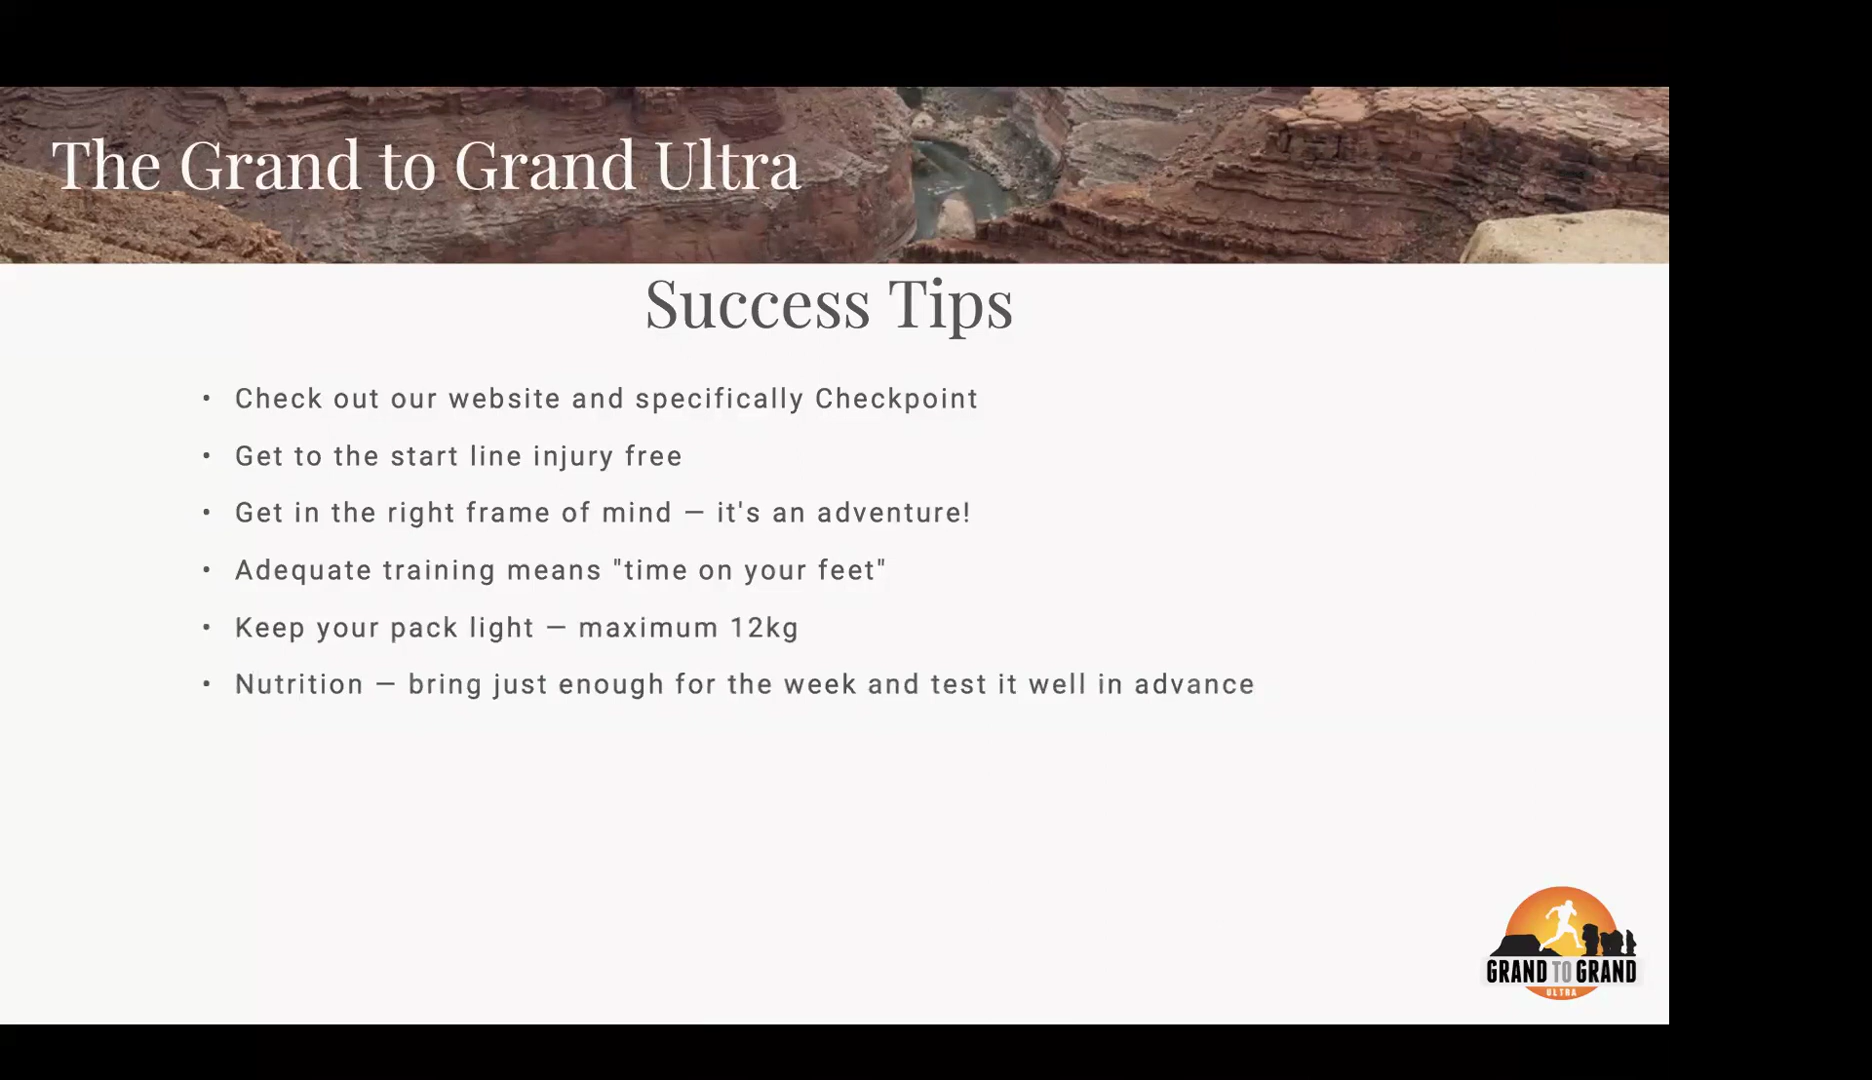 The Grand to Grand Ultra
Success Tips
• Check out our website and specifically Checkpoint
• Get to the start line injury free
• Get in the right frame of mind — it's an adventure!
• Adequate training means "time on your feet"
• Keep your pack light — maximum 12kg
• Nutrition — bring just enough for the week and test it well in advance
GRAND TO GRAND
ULTRA